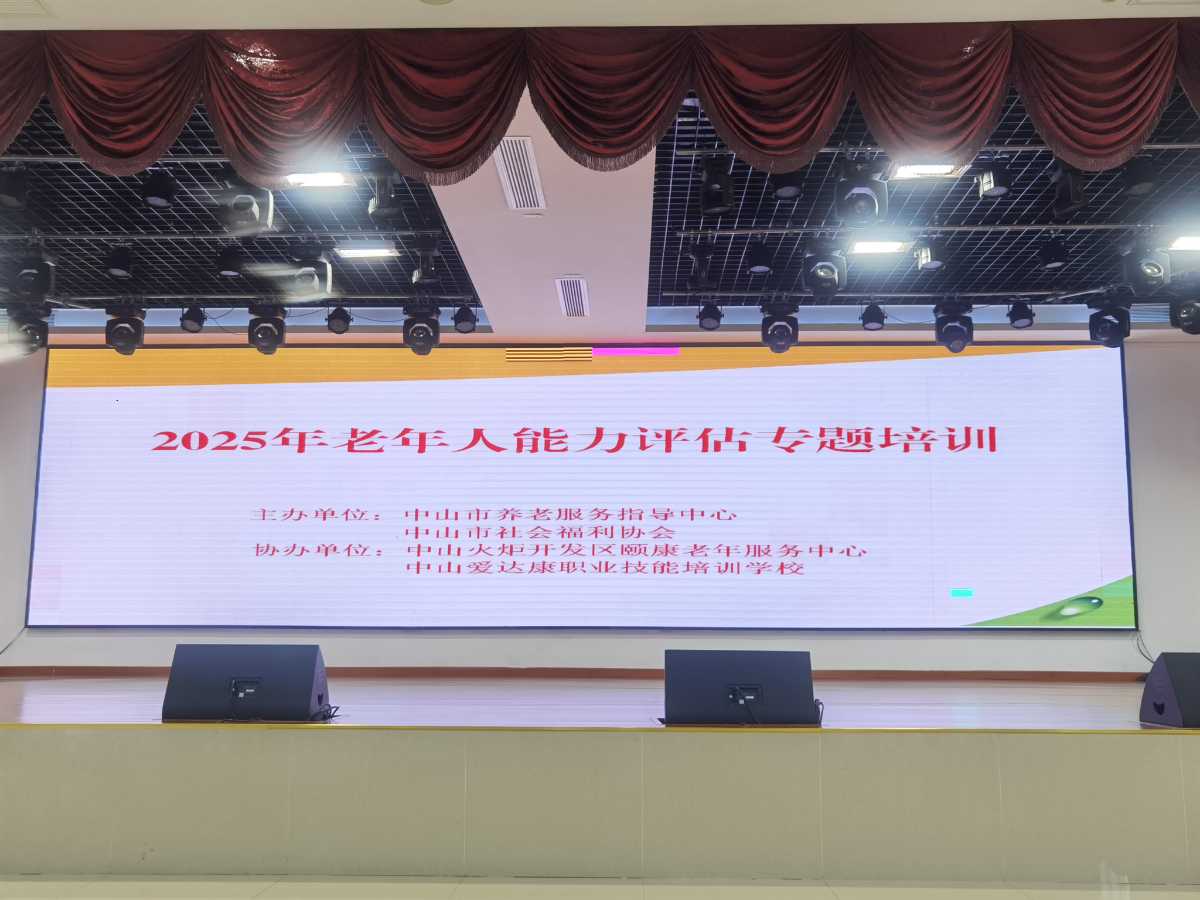 2025年老年人能力评估专题培训
主办单位：中山市养老服务指导中心
中山市社会福利协会
协办单位：中山火炬开发区颐康老年服务中心
中山爱达康职业技能培训学校